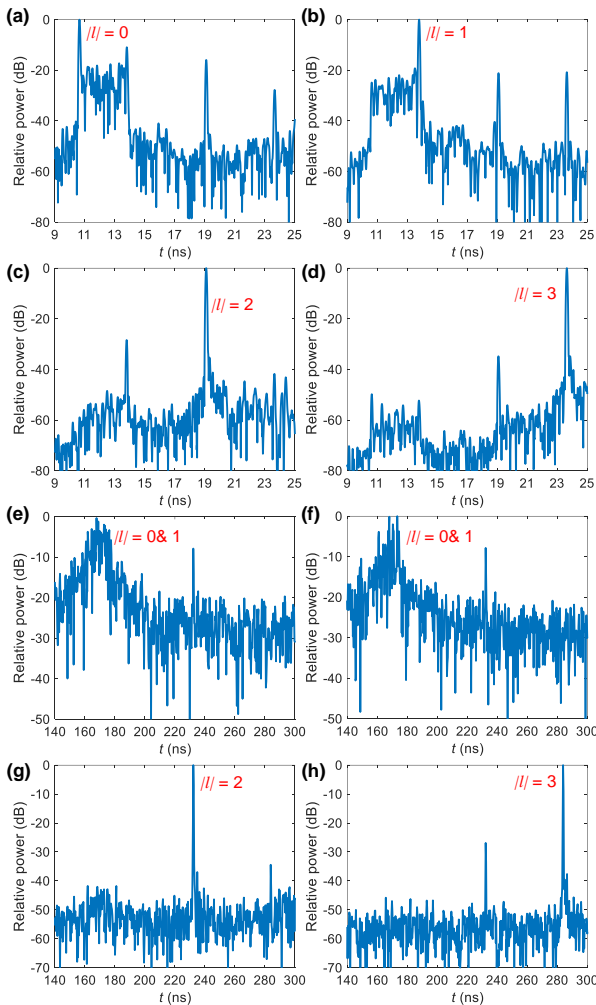 (a)
|l| = 0
Relative power (dB)
0
-20
-40
-60
-80
9 11 13 15 17 19 21 23 25
t (ns)
(b)
|l| = 1
Relative power (dB)
0
-20
-40
-60
-80
9 11 13 15 17 19 21 23 25
t (ns)
(c)
|l| = 2
Relative power (dB)
0
-20
-40
-60
-80
9 11 13 15 17 19 21 23 25
t (ns)
(d)
|l| = 3
Relative power (dB)
0
-20
-40
-60
-80
9 11 13 15 17 19 21 23 25
t (ns)
(e)
|l| = 0& 1
Relative power (dB)
0
-10
-20
-30
-40
-50
140 160 180 200 220 240 260 280 300
t (ns)
(f)
|l| = 0& 1
Relative power (dB)
0
-10
-20
-30
-40
-50
140 160 180 200 220 240 260 280 300
t (ns)
(g)
|l| = 2
Relative power (dB)
0
-10
-20
-30
-40
-50
-60
-70
140 160 180 200 220 240 260 280 300
t (ns)
(h)
|l| = 3
Relative power (dB)
0
-10
-20
-30
-40
-50
-60
-70
140 160 180 200 220 240 260 280 300
t (ns)